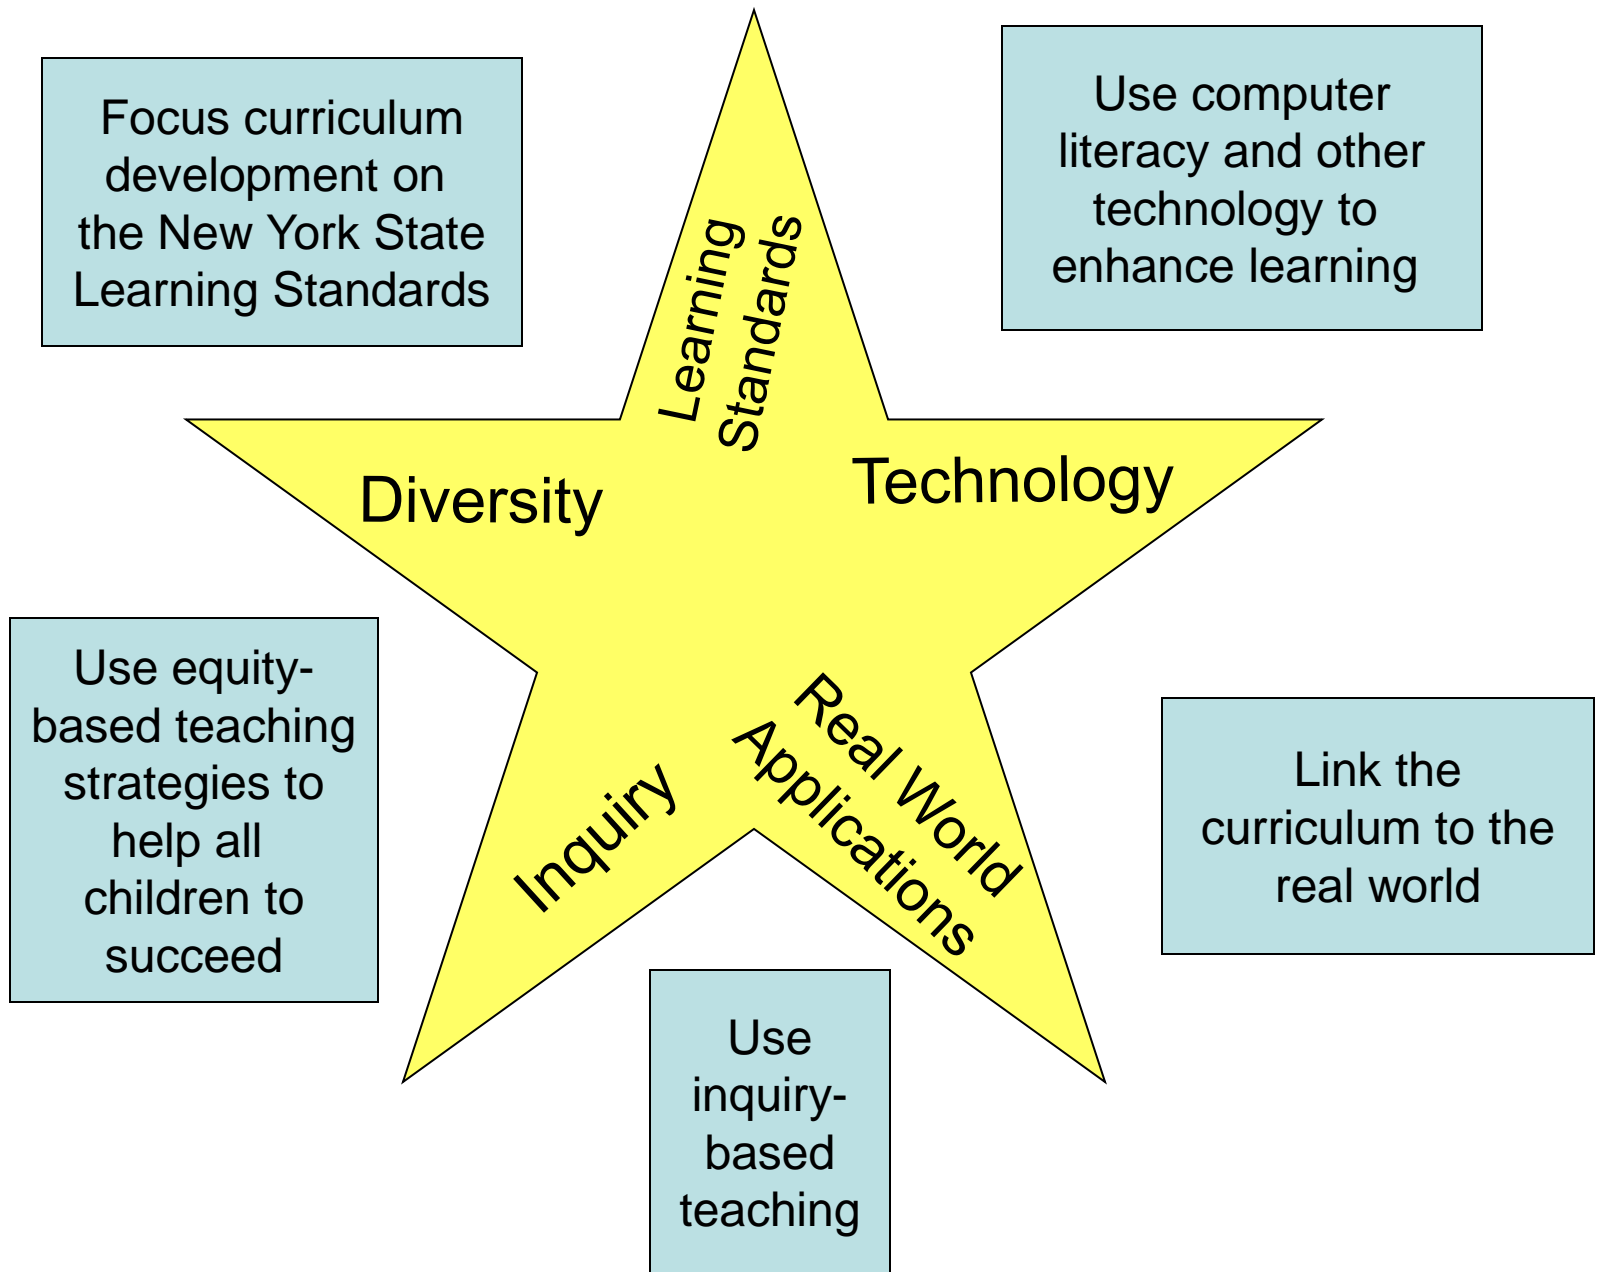 Focus curriculum
development on
the New York State
Learning Standards
Use computer
literacy and other
technology to
enhance learning
Learning
Standards
Diversity
Technology
Use equity-
based teaching
strategies to
help all
children to
succeed
Inquiry
Real World
Applications
Link the
curriculum to the
real world
Use
inquiry-
based
teaching